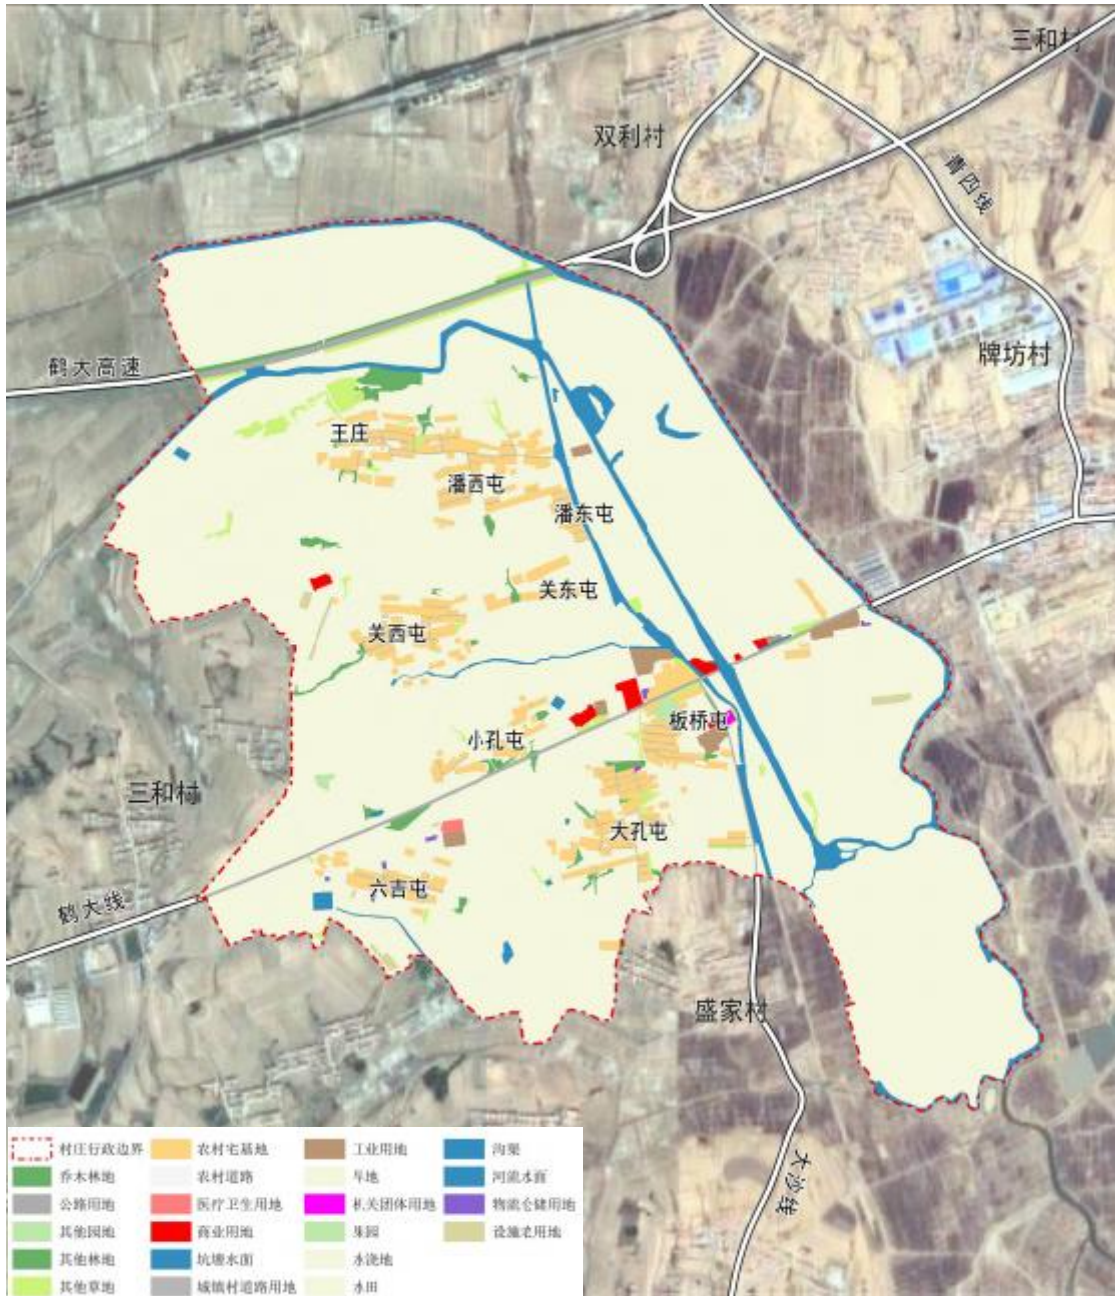 三和村
双利村
青四线
鹤大高速
牌坊村
王庄
潘西屯
潘东屯
关东屯
关西屯
板桥屯
小孔屯
三和村
大孔屯
六吉屯
鹤大线
盛家村
大沙线
村庄行政边界 农村宅基地 工业用地 沟渠
乔木林地 农村道路 旱地 河流水面
公路用地 医疗卫生用地 机关团体用地 物流仓储用地
其他园地 商业用地 果园 设施农用地
其他林地 坑塘水面 水浇地
其他草地 城镇村道路用地 水田